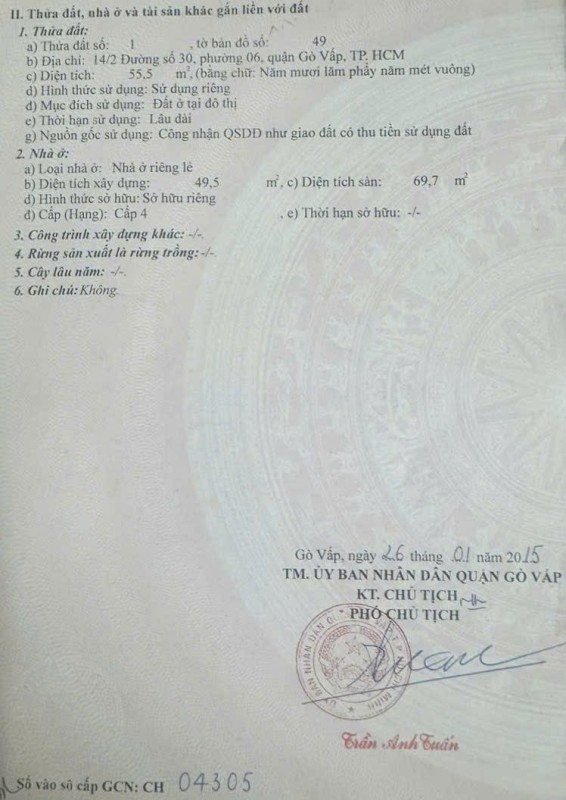 II. Thửa đất, nhà ở và tài sản khác gắn liền với đất
1. Thửa đất:
a) Thửa đất số: 1 , tờ bản đồ số: 49
b) Địa chỉ: 14/2 Đường số 30, phường 06, quận Gò Vấp, TP. HCM
c) Diện tích: 55,5 m², (bằng chữ: Năm mươi lăm phẩy năm mét vuông)
d) Hình thức sử dụng: Sử dụng riêng
đ) Mục đích sử dụng: Đất ở tại đô thị
e) Thời hạn sử dụng: Lâu dài
g) Nguồn gốc sử dụng: Công nhận QSDĐ như giao đất có thu tiền sử dụng đất
2. Nhà ở:
a) Loại nhà ở: Nhà ở riêng lẻ
b) Diện tích xây dựng: 49,5 m², c) Diện tích sàn: 69,7 m²
d) Hình thức sở hữu: Sở hữu riêng
đ) Cấp (Hạng): Cấp 4 , e) Thời hạn sở hữu: -/-
3. Công trình xây dựng khác: -/-.
4. Rừng sản xuất là rừng trồng: -/-.
5. Cây lâu năm: -/-.
6. Ghi chú: Không.
Gò Vấp, ngày 26 tháng 01 năm 2015
TM. ỦY BAN NHÂN DÂN QUẬN GÒ VẤP
KT. CHỦ TỊCH
PHÓ CHỦ TỊCH
Trần Anh Tuấn
Số vào sổ cấp GCN: CH 04305